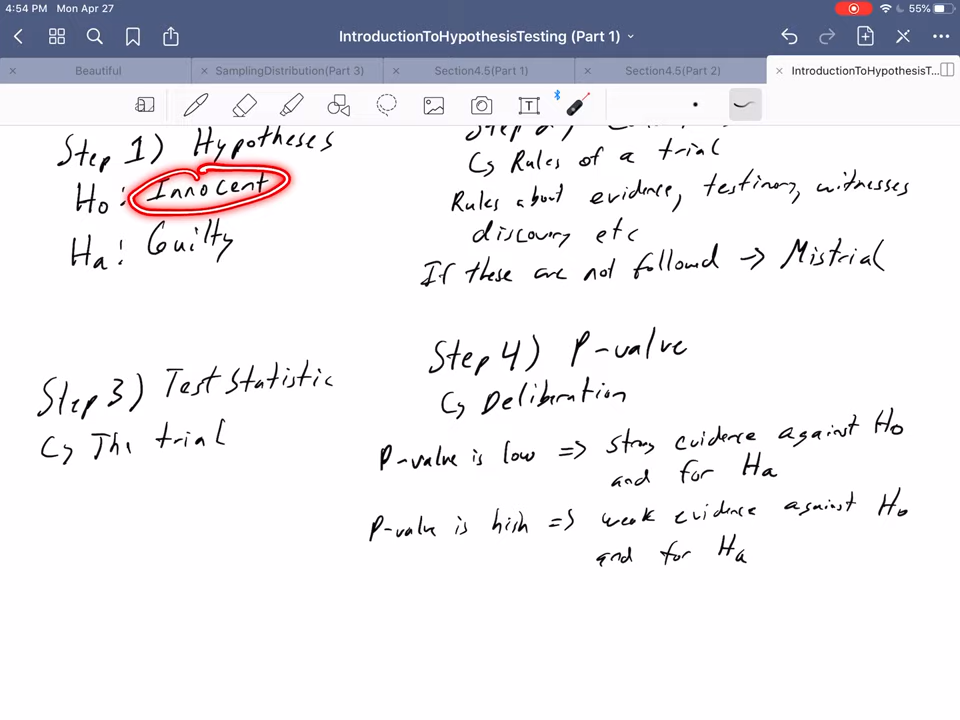 4:54 PM Mon Apr 27
55%
IntroductionToHypothesisTesting (Part 1)
Beautiful
SamplingDistribution(Part 3)
Section4.5(Part 1)
Section4.5 (Part 2)
IntroductionToHypothesisT...
Step 1) Hypotheses
Ho: Innocent
Ha: Guilty
Step 2)
Rules of a trial
Rules about evidence, testimony, witnesses
discovery etc
If these are not followed → Mistrial
Step 3) Test Statistic
The trial
Step 4) P-value
Deliberation
P-value is low => strong evidence against Ho
and for Ha
P-value is high => weak evidence against Ho
and for Ha